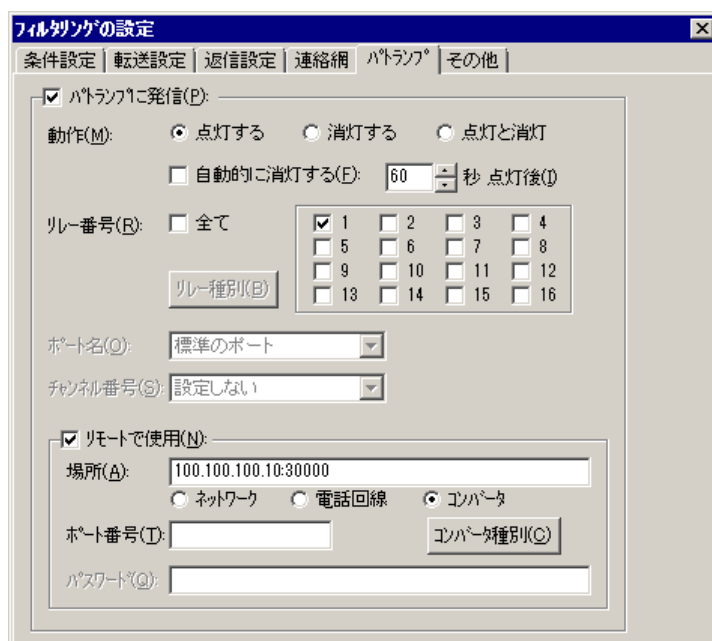 フィルタリングの設定
条件設定 転送設定 返信設定 連絡網 パトランプ その他
パトランプに発信(P):
動作(M): 点灯する 消灯する 点灯と消灯
自動的に消灯する(F): 60 秒 点灯後(I)
リレー番号(R): 全て
1 2 3 4
5 6 7 8
9 10 11 12
13 14 15 16
リレー種別(B)
ポート名(O): 標準のポート
チャンネル番号(S): 設定しない
リモートで使用(N):
場所(A): 100.100.100.10:30000
ネットワーク 電話回線 コンバータ
ポート番号(T): コンバータ種別(C)
パスワード(Q):